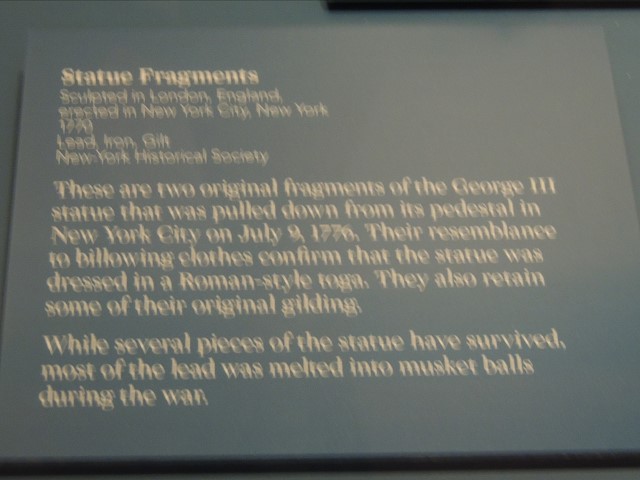 Statue Fragments
Sculpted in London, England,
erected in New York City, New York
1770
Lead, Iron, Gilt
New-York Historical Society
These are two original fragments of the George III
statue that was pulled down from its pedestal in
New York City on July 9, 1776. Their resemblance
to billowing clothes confirm that the statue was
dressed in a Roman-style toga. They also retain
some of their original gilding.
While several pieces of the statue have survived,
most of the lead was melted into musket balls
during the war.